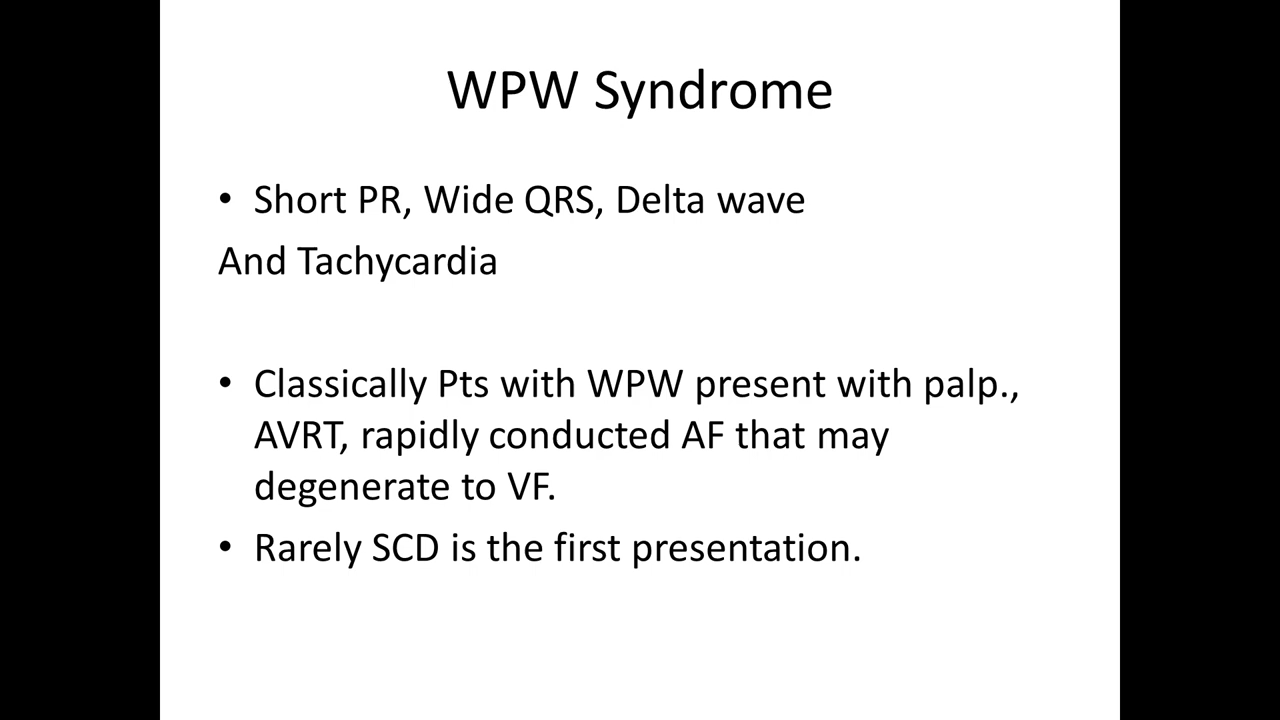 WPW Syndrome
• Short PR, Wide QRS, Delta wave
And Tachycardia
• Classically Pts with WPW present with palp.,
AVRT, rapidly conducted AF that may
degenerate to VF.
• Rarely SCD is the first presentation.